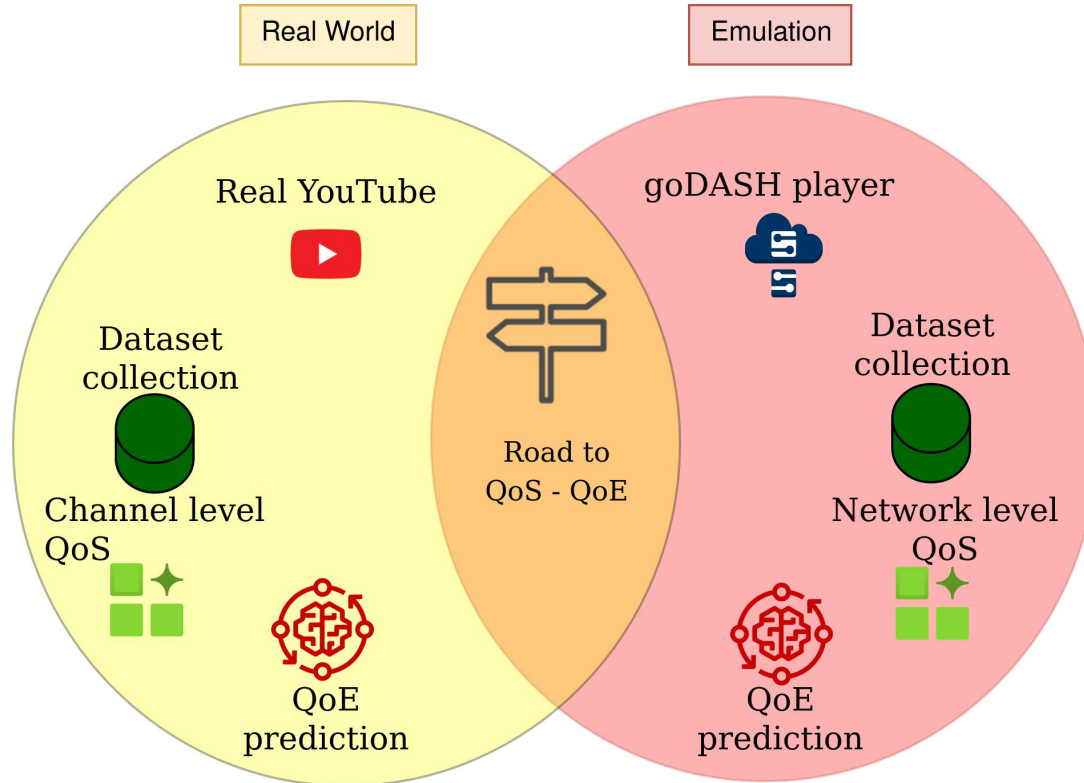 Real World
Emulation
Real YouTube
Dataset
collection
Channel level
QoS
QoE
prediction
Road to
QoS - QoE
goDASH player
Dataset
collection
Network level
QoS
QoE
prediction